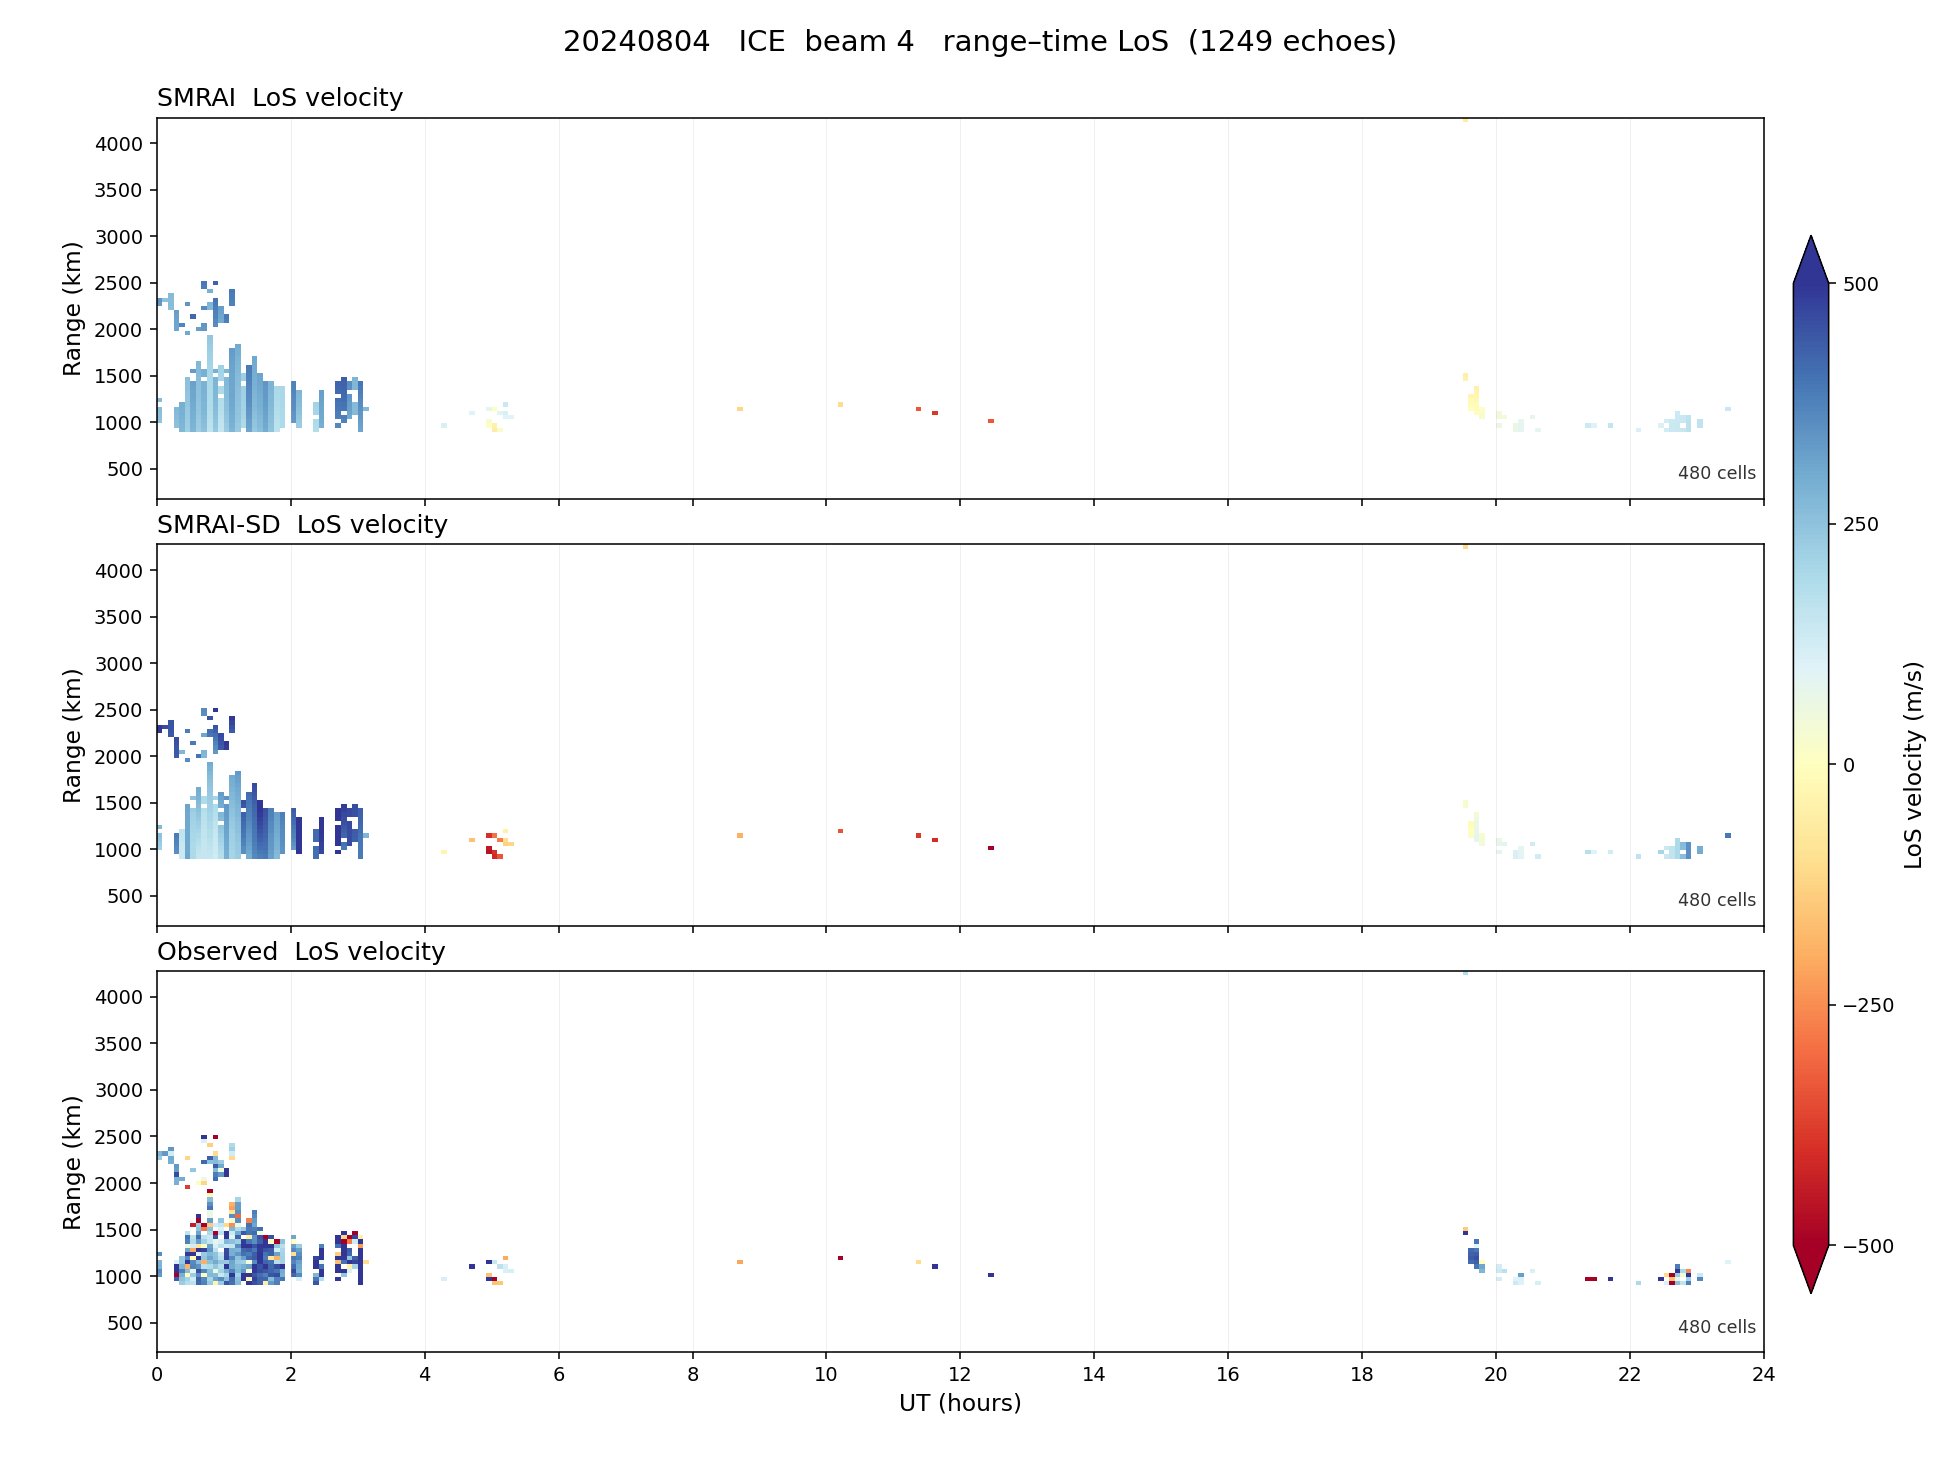 20240804   ICE  beam 4   range–time LoS  (1249 echoes)
SMRAI  LoS velocity
4000
3500
3000
2500
2000
1500
1000
500
Range (km)
480 cells
SMRAI-SD  LoS velocity
4000
3500
3000
2500
2000
1500
1000
500
Range (km)
480 cells
Observed  LoS velocity
4000
3500
3000
2500
2000
1500
1000
500
Range (km)
480 cells
0 2 4 6 8 10 12 14 16 18 20 22 24
UT (hours)
500
250
0
−250
−500
LoS velocity (m/s)